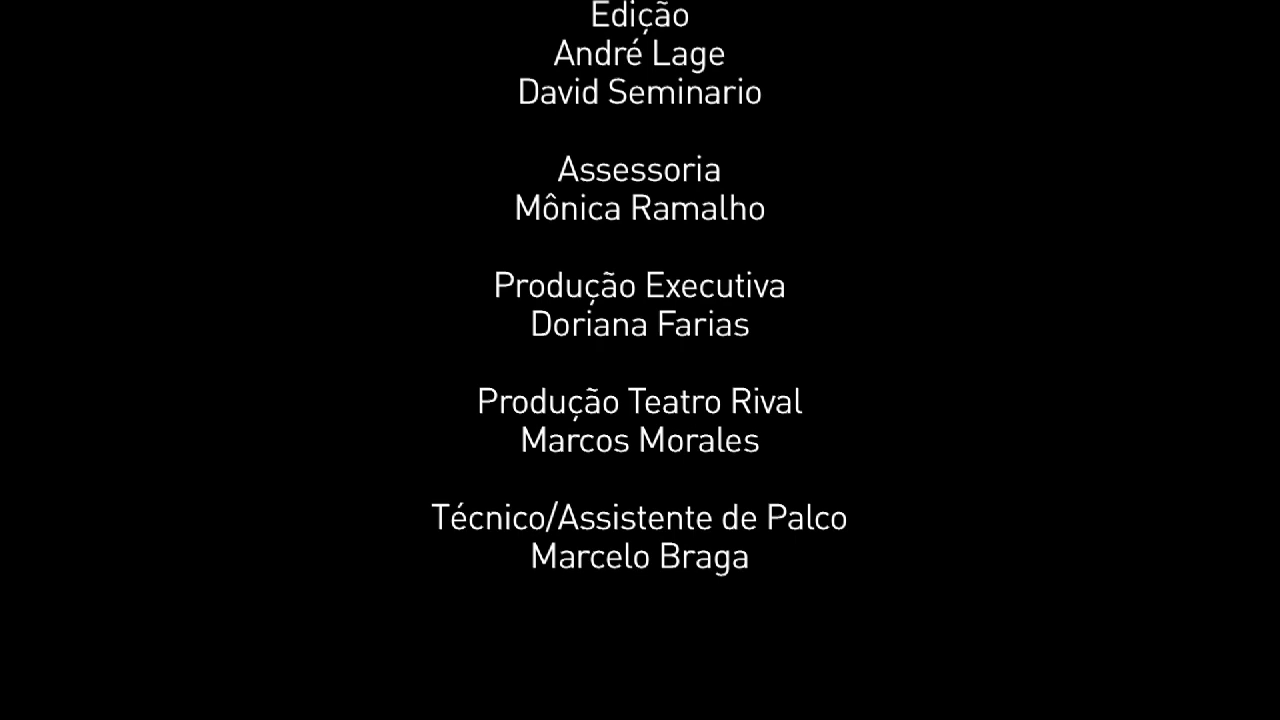 Edição
André Lage
David Seminario
Assessoria
Mônica Ramalho
Produção Executiva
Doriana Farias
Produção Teatro Rival
Marcos Morales
Técnico/Assistente de Palco
Marcelo Braga